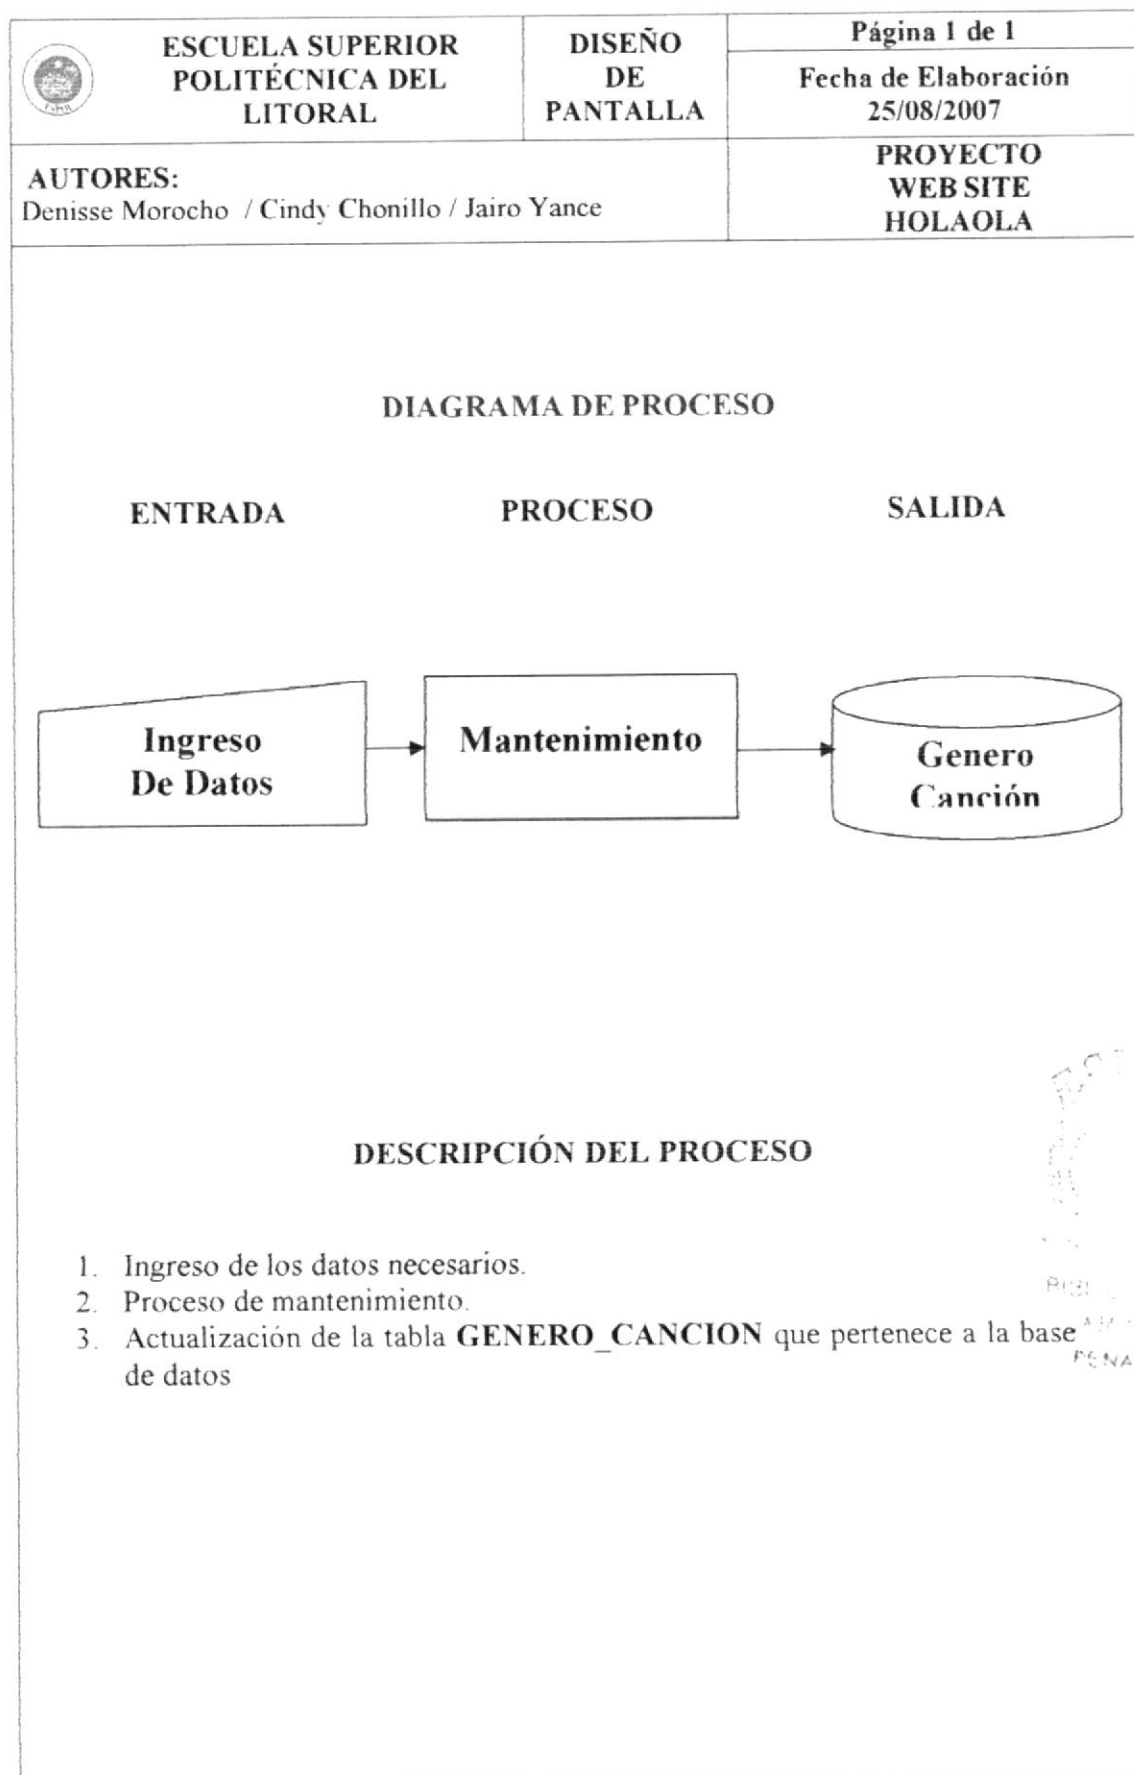 ESCUELA SUPERIOR
POLITÉCNICA DEL
LITORAL
DISEÑO
DE
PANTALLA
Página 1 de 1
Fecha de Elaboración
25/08/2007
AUTORES:
Denisse Morocho / Cindy Chonillo / Jairo Yance
PROYECTO
WEB SITE
HOLAOLA
DIAGRAMA DE PROCESO
ENTRADA
PROCESO
SALIDA
Ingreso
De Datos
Mantenimiento
Genero
Canción
DESCRIPCIÓN DEL PROCESO
1. Ingreso de los datos necesarios.
2. Proceso de mantenimiento.
3. Actualización de la tabla GENERO_CANCION que pertenece a la base
de datos